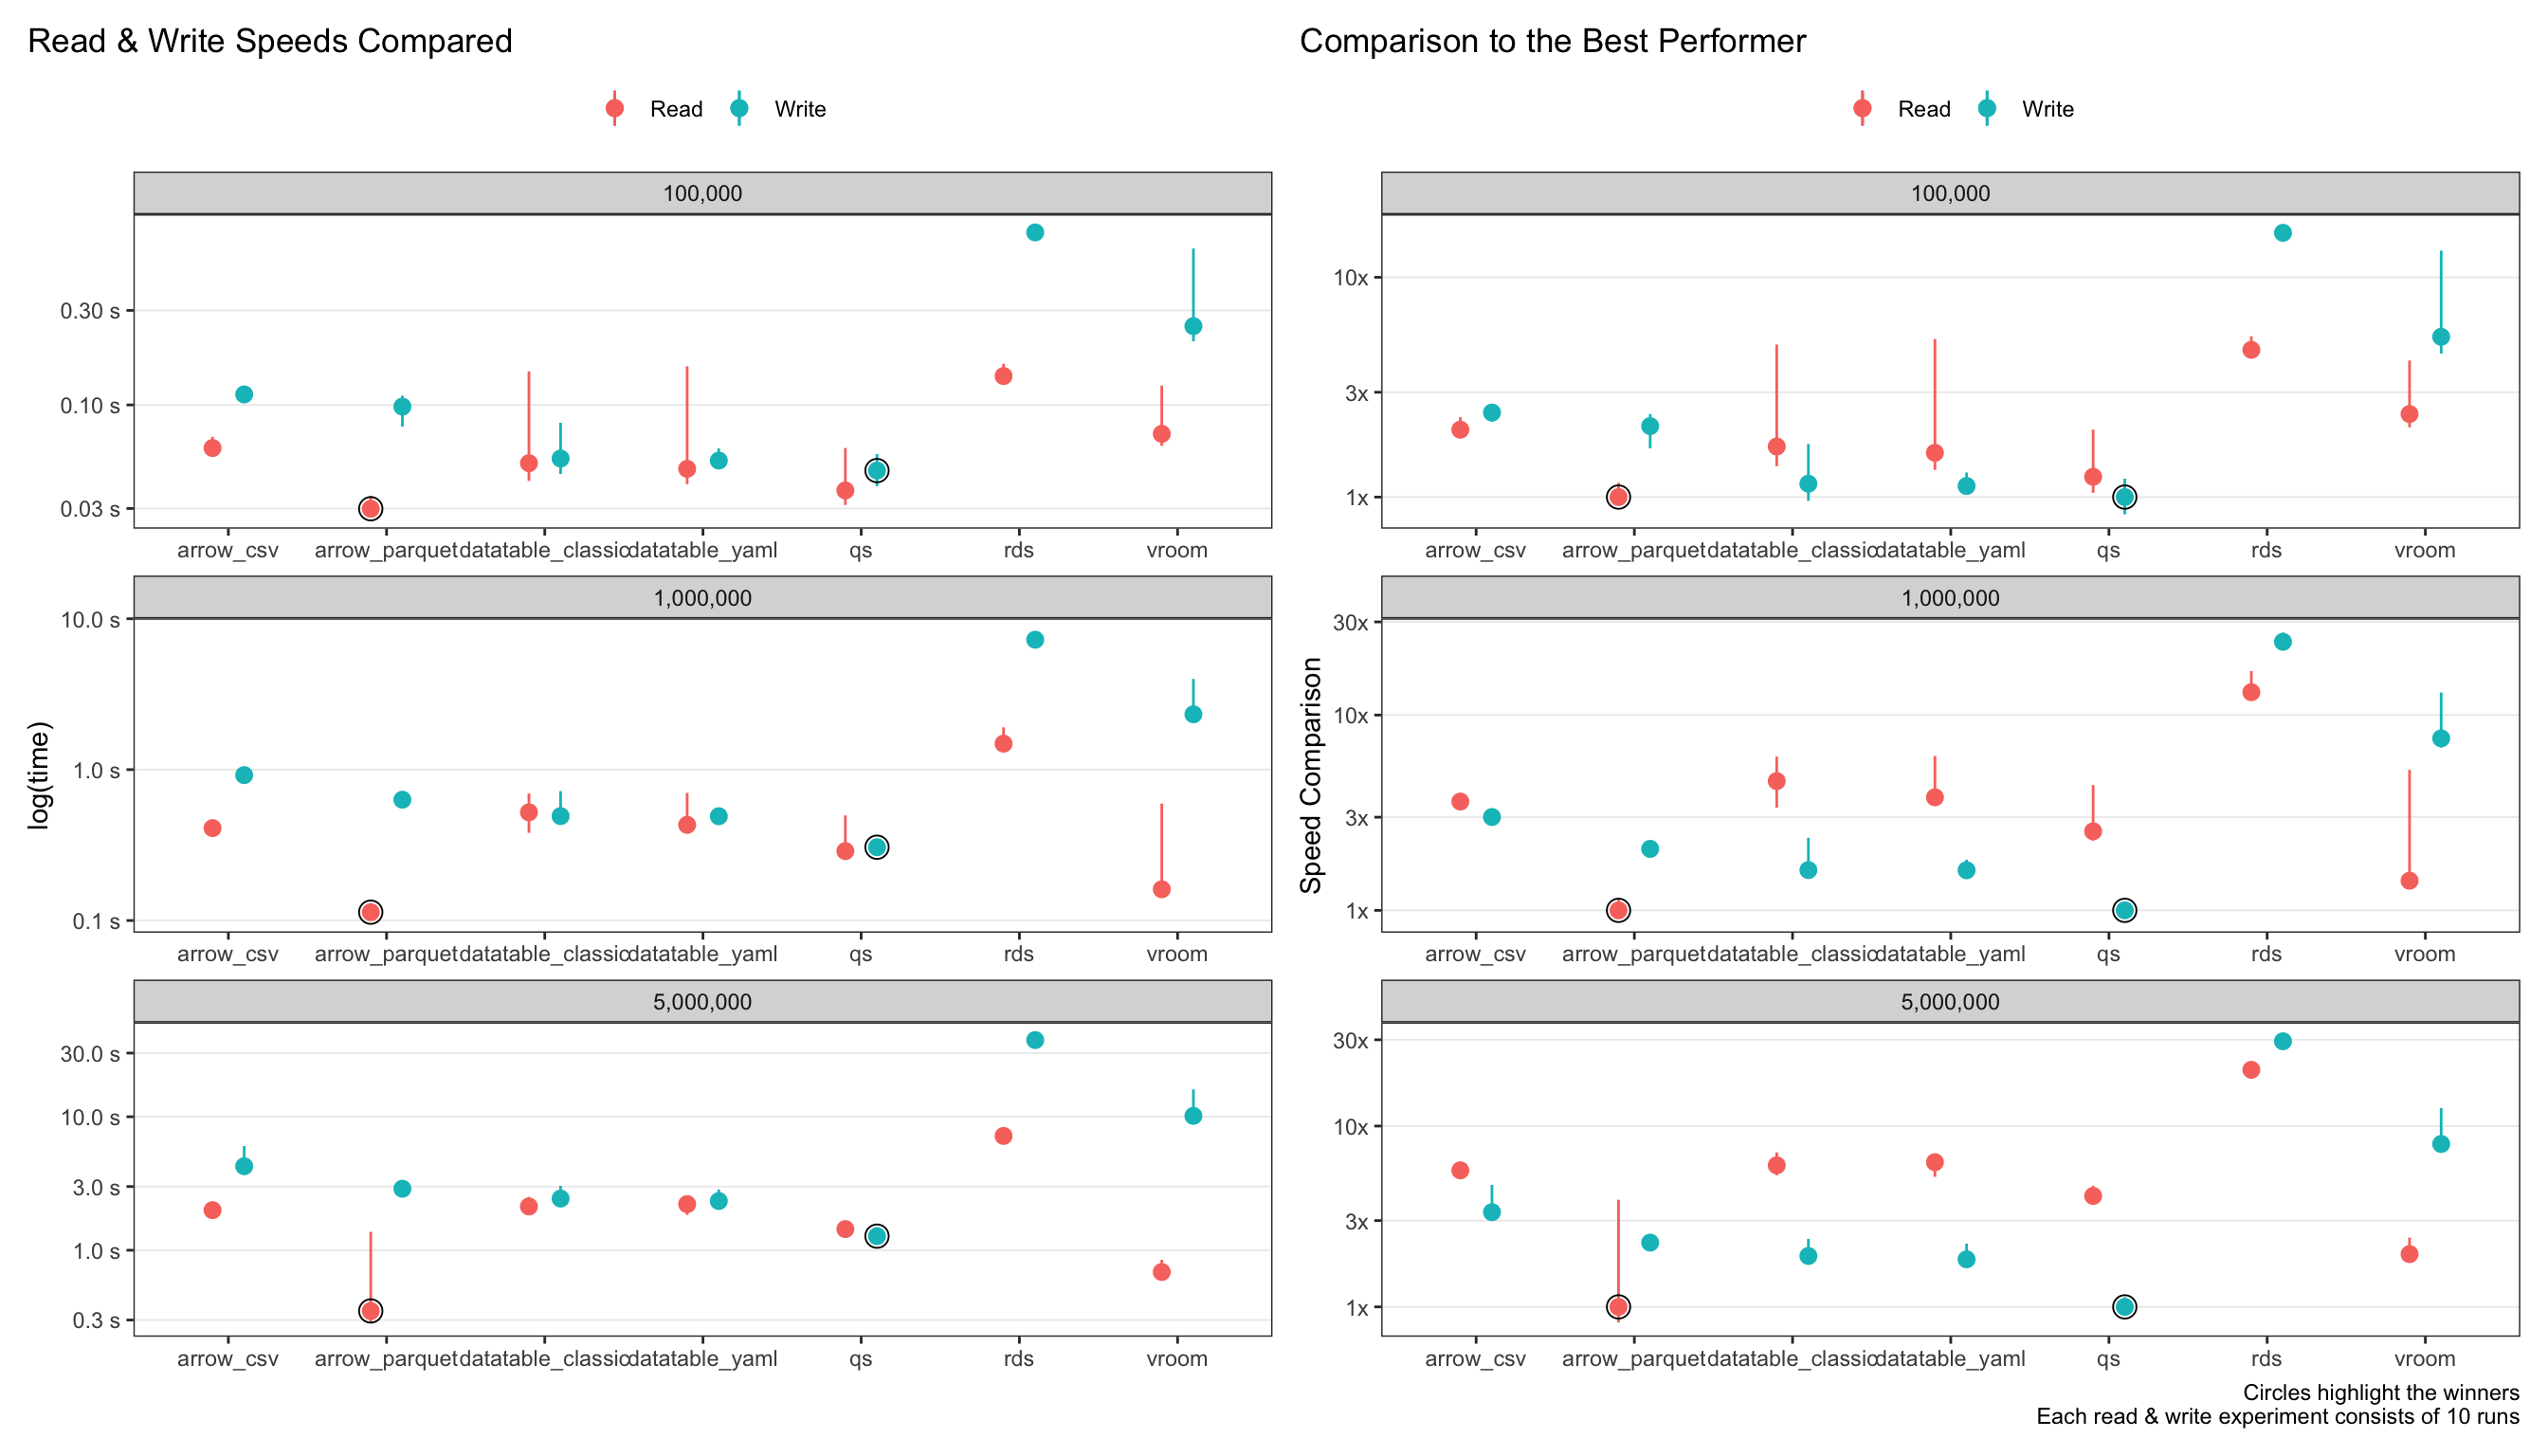 Read & Write Speeds Compared
Read
Write
100,000
0.30 s
0.10 s
0.03 s
arrow_csv arrow_parquet datatable_classic datatable_yaml qs rds vroom
1,000,000
10.0 s
1.0 s
0.1 s
log(time)
arrow_csv arrow_parquet datatable_classic datatable_yaml qs rds vroom
5,000,000
30.0 s
10.0 s
3.0 s
1.0 s
0.3 s
arrow_csv arrow_parquet datatable_classic datatable_yaml qs rds vroom
Comparison to the Best Performer
Read
Write
100,000
10x
3x
1x
arrow_csv arrow_parquet datatable_classic datatable_yaml qs rds vroom
1,000,000
30x
10x
3x
1x
Speed Comparison
arrow_csv arrow_parquet datatable_classic datatable_yaml qs rds vroom
5,000,000
30x
10x
3x
1x
arrow_csv arrow_parquet datatable_classic datatable_yaml qs rds vroom
Circles highlight the winners
Each read & write experiment consists of 10 runs